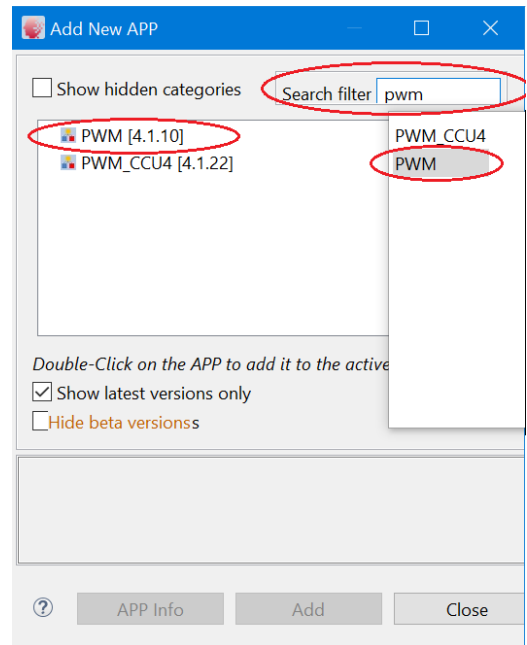 Add New APP
Show hidden categories
Search filter pwm
PWM [4.1.10]
PWM_CCU4 [4.1.22]
PWM_CCU4
PWM
Double-Click on the APP to add it to the active
Show latest versions only
Hide beta versionss
? APP Info Add Close